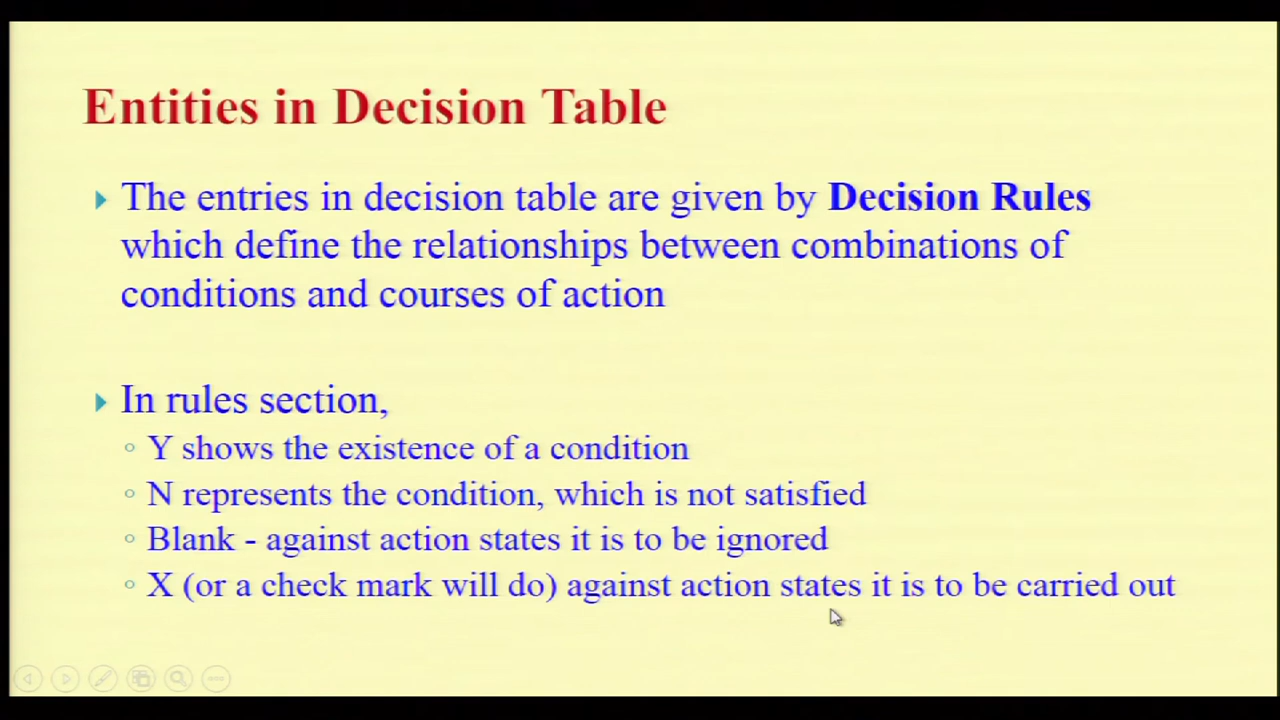 Entities in Decision Table
The entries in decision table are given by Decision Rules
which define the relationships between combinations of
conditions and courses of action
In rules section,
Y shows the existence of a condition
N represents the condition, which is not satisfied
Blank - against action states it is to be ignored
X (or a check mark will do) against action states it is to be carried out